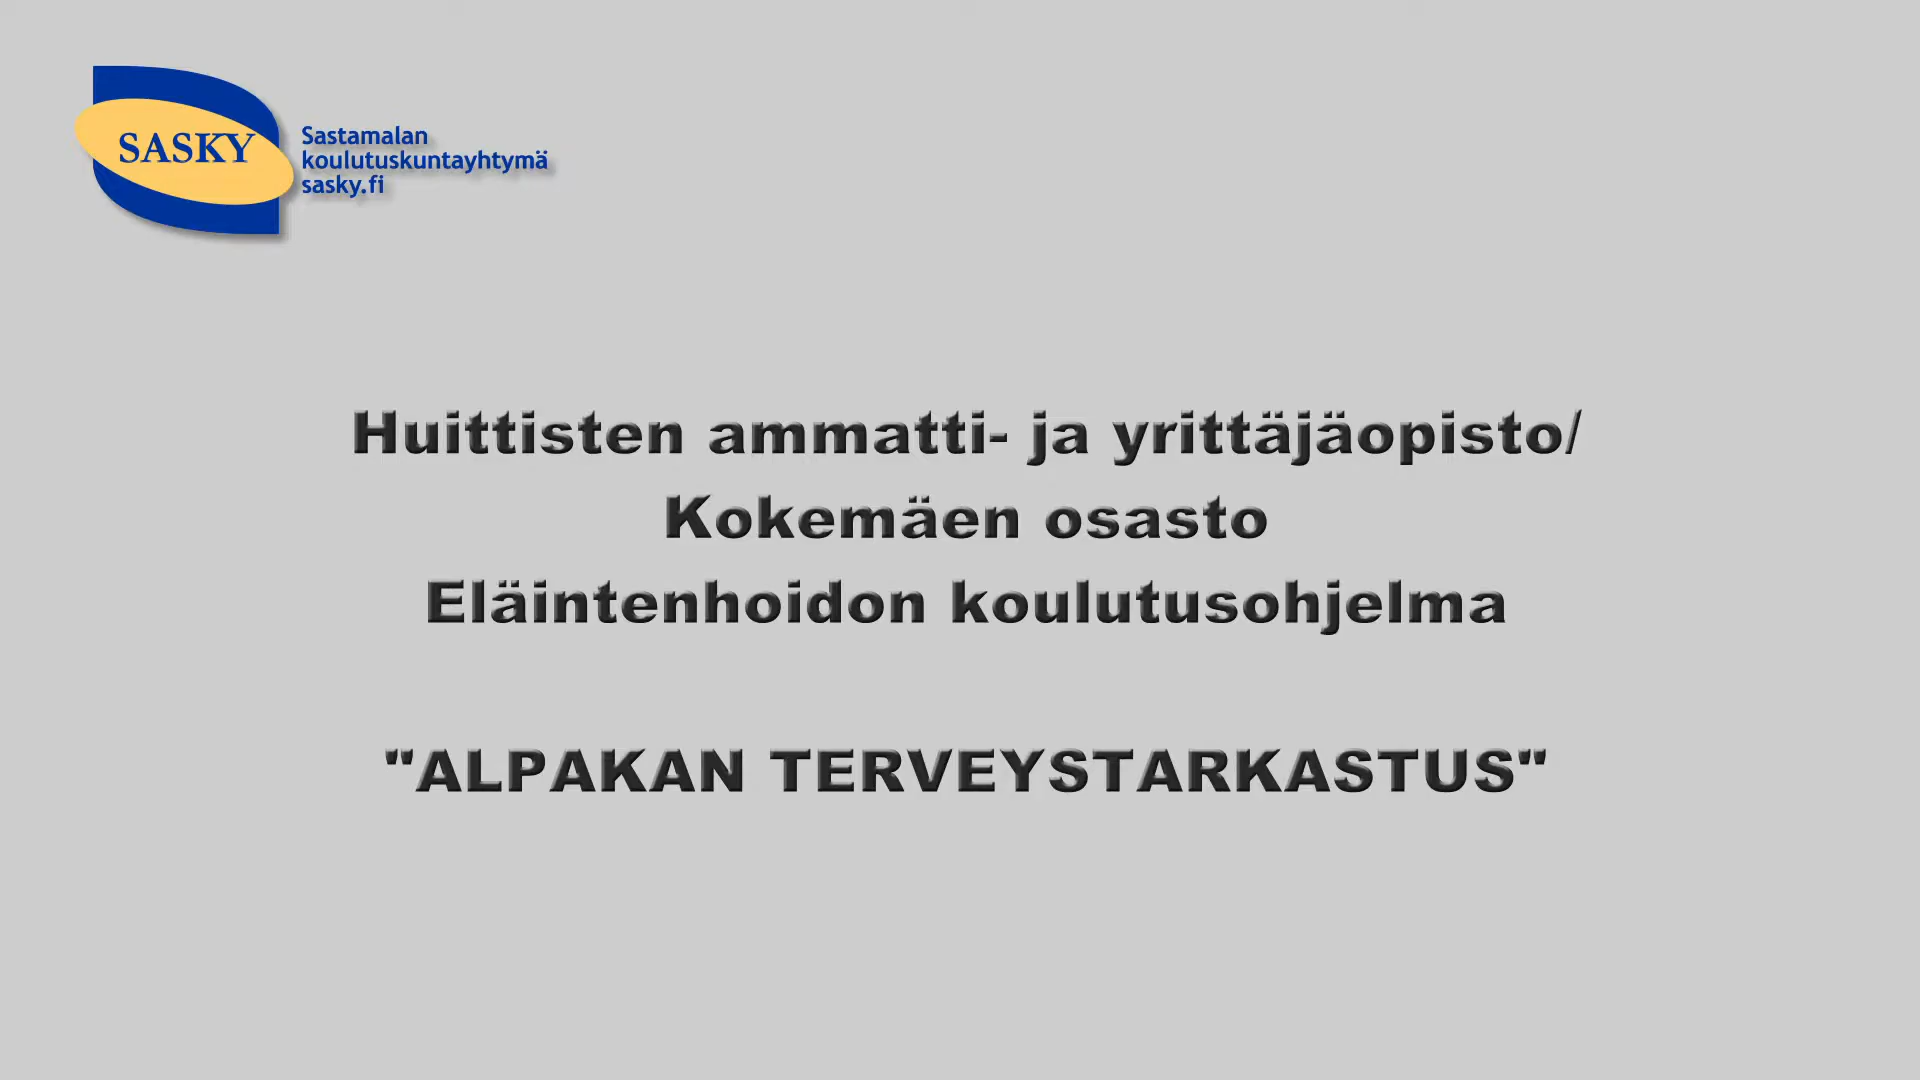 SASKY
Sastamalan
koulutuskuntayhtymä
sasky.fi
Huittisten ammatti- ja yrittäjäopisto/
Kokemäen osasto
Eläintenhoidon koulutusohjelma
"ALPAKAN TERVEYSTARKASTUS"